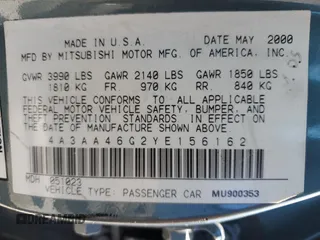 MADE IN U.S.A. DATE MAY 2000
MFD BY MITSUBISHI MOTOR MFG. OF AMERICA, INC.
GVWR 3990 LBS GAWR 2140 LBS GAWR 1850 LBS
1810 KG FR. 970 KG RR. 840 KG
THIS VEHICLE CONFORMS TO ALL APPLICABLE
FEDERAL MOTOR VEHICLE SAFETY, BUMPER, AND
THEFT PREVENTION STANDARDS IN EFFECT ON
THE DATE OF MANUFACTURE SHOWN ABOVE.
4A3AA46G2YE156162
MDH 051023
VEHICLE TYPE: PASSENGER CAR MU900353